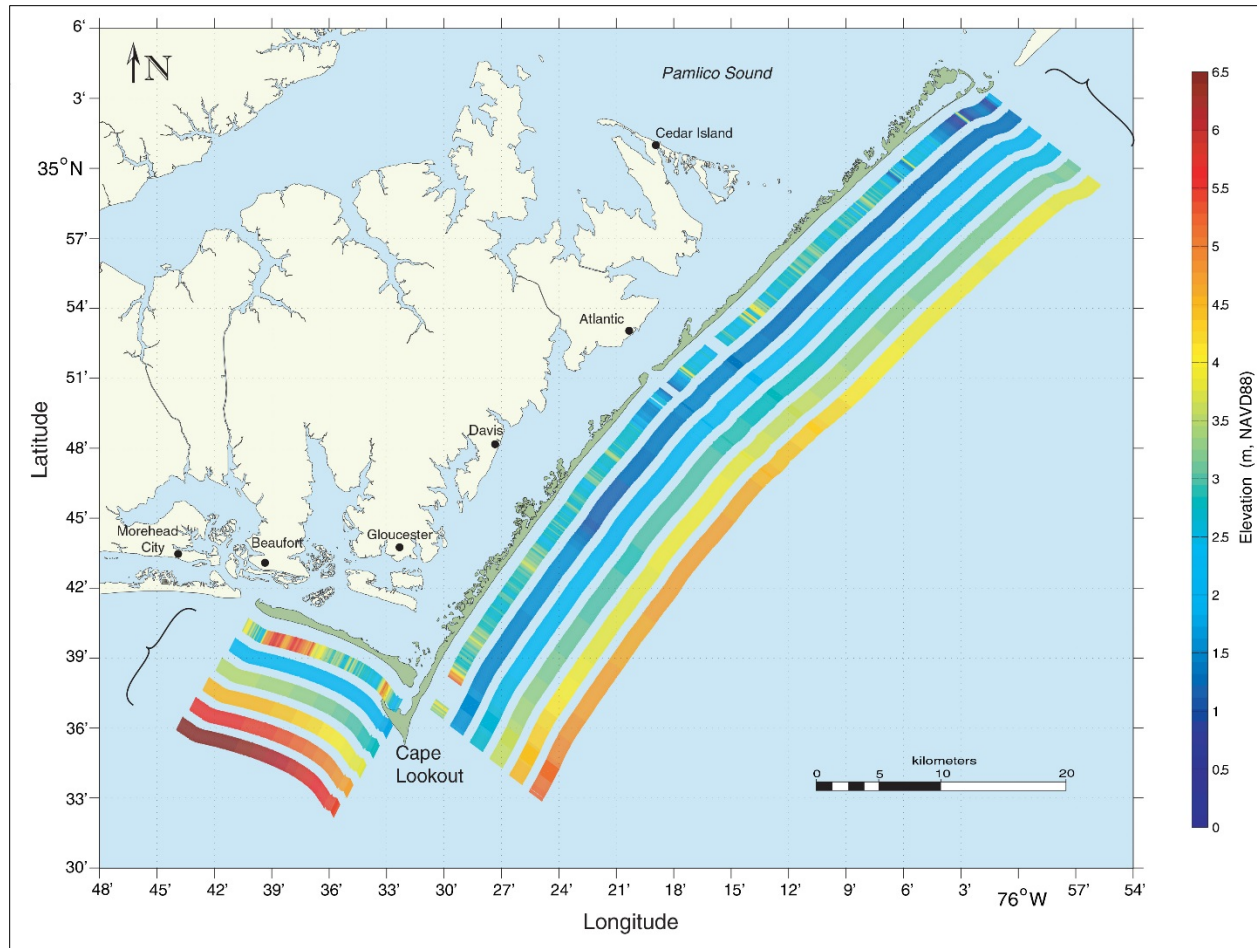 6'
3'
35°N
57'
54'
51'
48'
45'
42'
39'
36'
33'
30'
Latitude
N
Pamlico Sound
Cedar Island
Atlantic
Davis
Gloucester
Beaufort
Morehead
City
Cape
Lookout
kilometers
0 5 10 20
48' 45' 42' 39' 36' 33' 30' 27' 24' 21' 18' 15' 12' 9' 6' 3' 76°W 57' 54'
Longitude
6.5
6
5.5
5
4.5
4
3.5
3
2.5
2
1.5
1
0.5
0
Elevation (m, NAVD88)